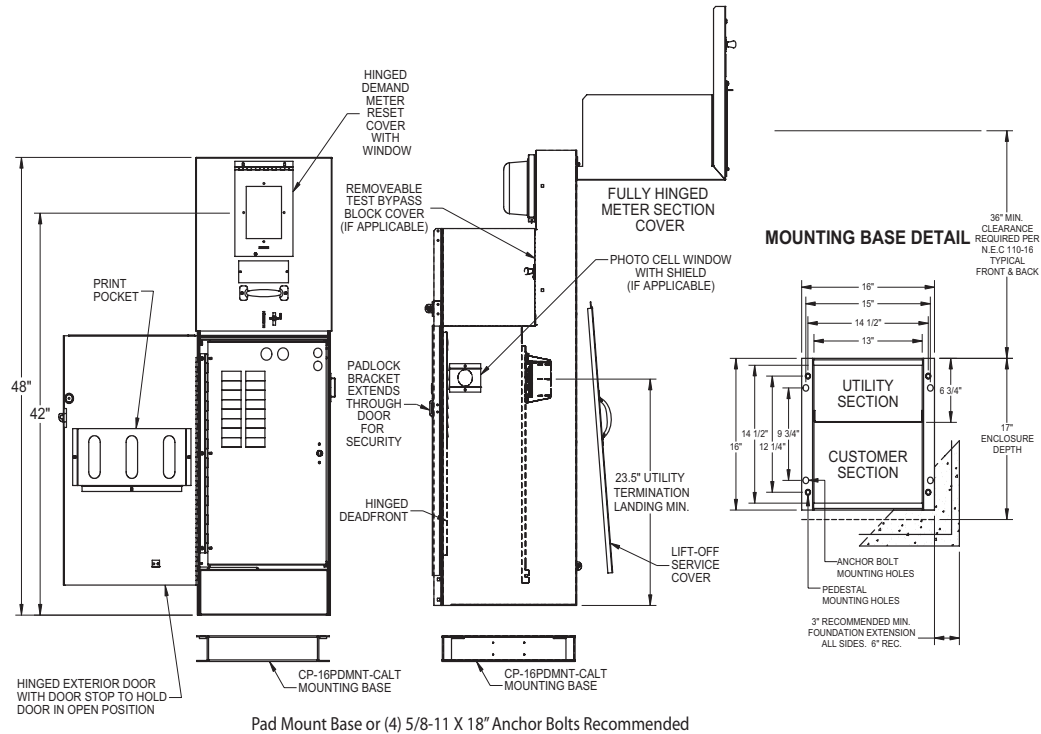 HINGED
DEMAND
METER
RESET
COVER
WITH
WINDOW
REMOVEABLE
TEST BYPASS
BLOCK COVER
(IF APPLICABLE)
FULLY HINGED
METER SECTION
COVER
PHOTO CELL WINDOW
WITH SHIELD
(IF APPLICABLE)
PRINT
POCKET
48"
42"
PADLOCK
BRACKET
EXTENDS
THROUGH
DOOR
FOR
SECURITY
HINGED
DEADFRONT
23.5" UTILITY
TERMINATION
LANDING MIN.
LIFT-OFF
SERVICE
COVER
HINGED EXTERIOR DOOR
WITH DOOR STOP TO HOLD
DOOR IN OPEN POSITION
CP-16PDMNT-CALT
MOUNTING BASE
CP-16PDMNT-CALT
MOUNTING BASE
MOUNTING BASE DETAIL
36" MIN.
CLEARANCE
REQUIRED PER
N.E.C 110-16
TYPICAL
FRONT & BACK
16"
15"
14 1/2"
13"
UTILITY
SECTION
6 3/4"
16"
14 1/2"
12 1/4"
9 3/4"
CUSTOMER
SECTION
17"
ENCLOSURE
DEPTH
ANCHOR BOLT
MOUNTING HOLES
PEDESTAL
MOUNTING HOLES
3" RECOMMENDED MIN.
FOUNDATION EXTENSION
ALL SIDES. 6" REC.
Pad Mount Base or (4) 5/8-11 X 18" Anchor Bolts Recommended